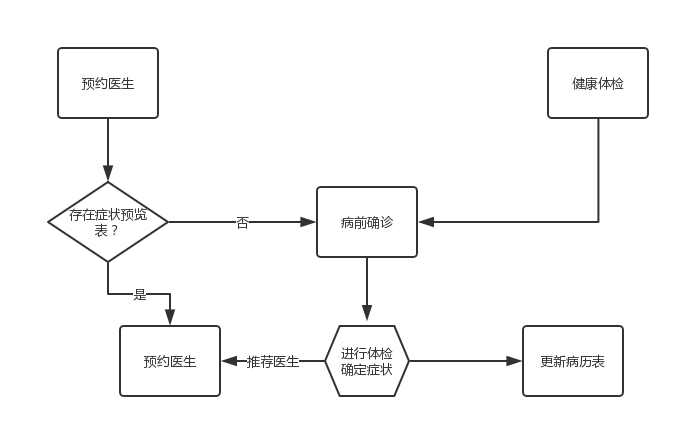 预约医生
健康体检
存在症状预览
表？
否
病前确诊
是
预约医生
推荐医生
进行体检
确定症状
更新病历表